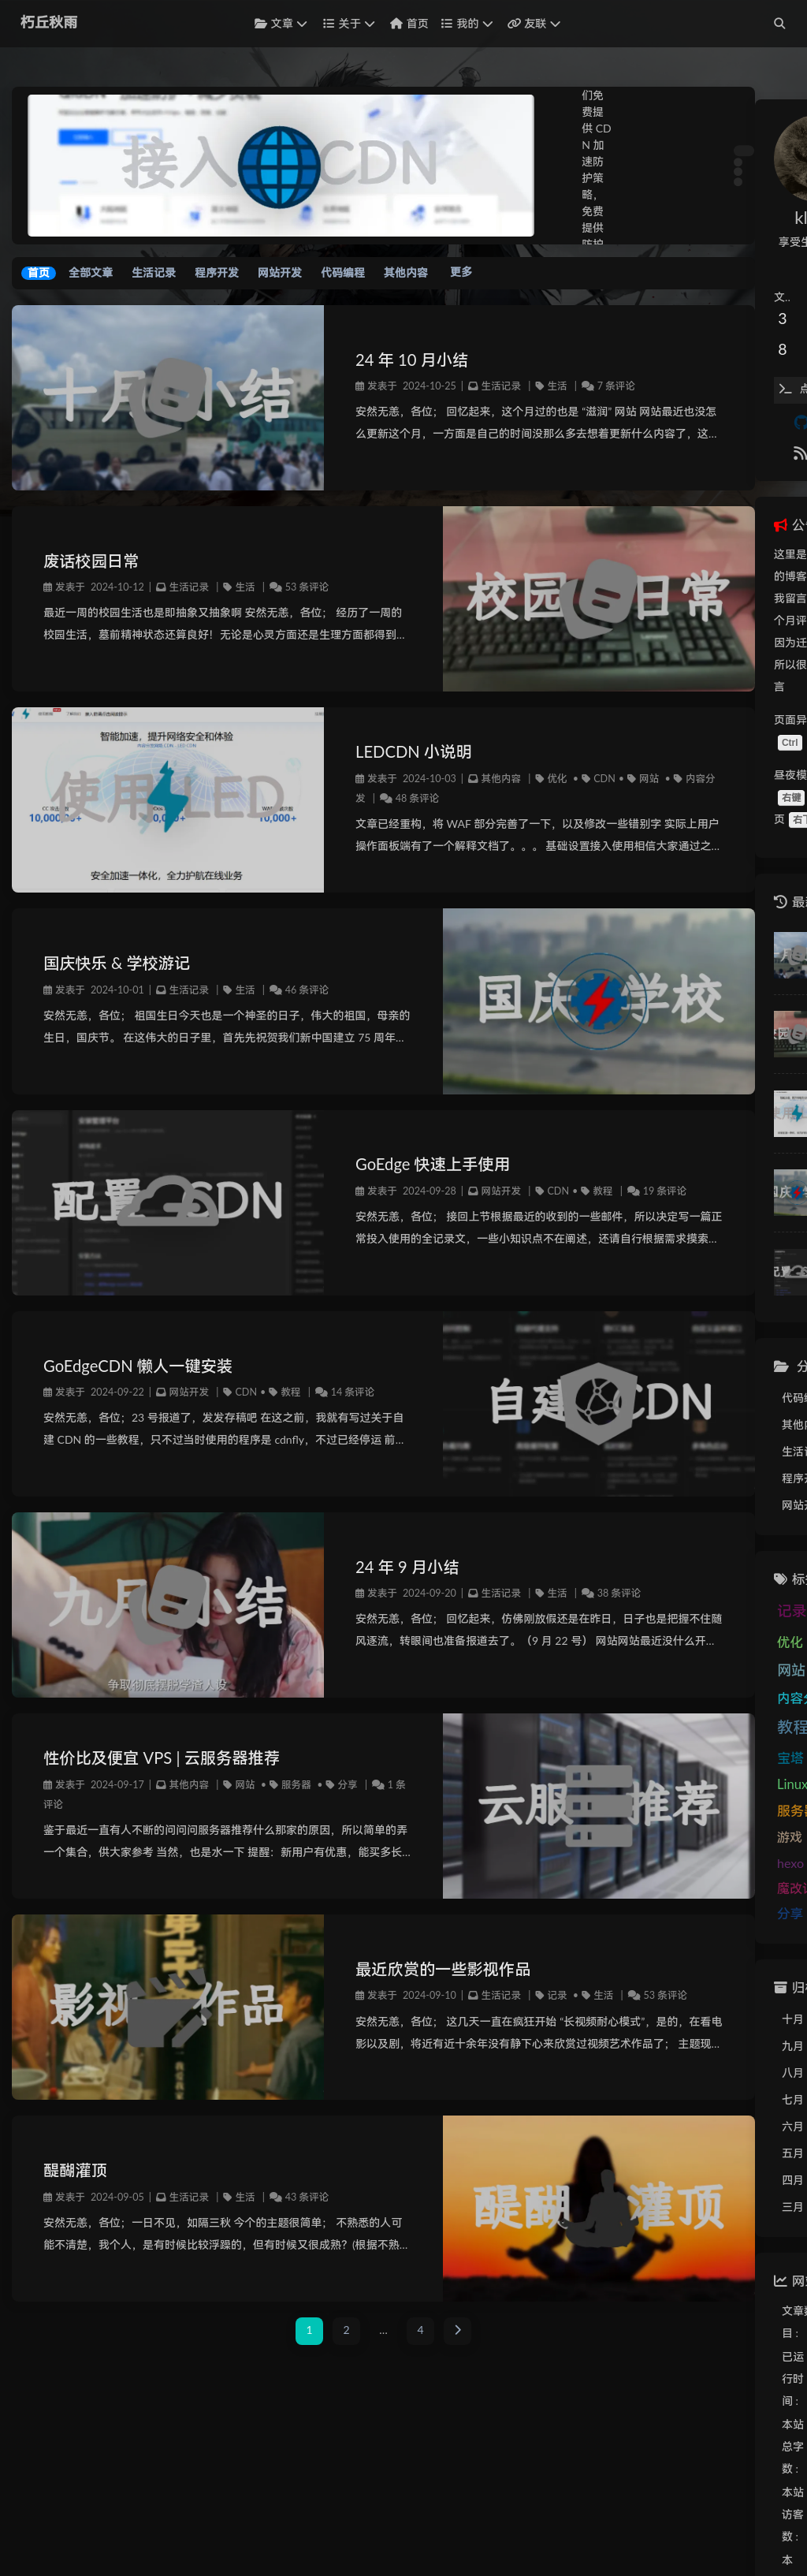 朽丘秋雨
文章 关于 首页 我的 友联
接入 CDN
们免
费提
供 CD
N 加
速防
护策
略，
免费
提供
防护
首页 全部文章 生活记录 程序开发 网站开发 代码编程 其他内容 更多
十月小结
24 年 10 月小结
发表于 2024-10-25 | 生活记录 | 生活 | 7 条评论
安然无恙，各位； 回忆起来，这个月过的也是 “滋润” 网站 网站最近也没怎
么更新这个月，一方面是自己的时间没那么多去想着更新什么内容了，这...
废话校园日常
发表于 2024-10-12 | 生活记录 | 生活 | 53 条评论
最近一周的校园生活也是即抽象又抽象啊 安然无恙，各位； 经历了一周的
校园生活，墓前精神状态还算良好！无论是心灵方面还是生理方面都得到...
校园日常
智能加速，提升网络安全和体验
使用 LED
安全加速一体化，全力护航在线业务
LEDCDN 小说明
发表于 2024-10-03 | 其他内容 | 优化 • CDN • 网站 • 内容分
发 | 48 条评论
文章已经重构，将 WAF 部分完善了一下，以及修改一些错别字 实际上用户
操作面板端有了一个解释文档了。。。 基础设置接入使用相信大家通过之...
国庆快乐 & 学校游记
发表于 2024-10-01 | 生活记录 | 生活 | 46 条评论
安然无恙，各位； 祖国生日今天也是一个神圣的日子，伟大的祖国，母亲的
生日，国庆节。 在这伟大的日子里，首先先祝贺我们新中国建立 75 周年...
国庆学校
配置 CDN
GoEdge 快速上手使用
发表于 2024-09-28 | 网站开发 | CDN • 教程 | 19 条评论
安然无恙，各位； 接回上节根据最近的收到的一些邮件，所以决定写一篇正
常投入使用的全记录文，一些小知识点不在阐述，还请自行根据需求摸索...
GoEdgeCDN 懒人一键安装
发表于 2024-09-22 | 网站开发 | CDN • 教程 | 14 条评论
安然无恙，各位；23 号报道了，发发存稿吧 在这之前，我就有写过关于自
建 CDN 的一些教程，只不过当时使用的程序是 cdnfly，不过已经停运 前...
自建 CDN
九月小结
争取彻底摆脱学渣人设
24 年 9 月小结
发表于 2024-09-20 | 生活记录 | 生活 | 38 条评论
安然无恙，各位； 回忆起来，仿佛刚放假还是在昨日，日子也是把握不住随
风逐流，转眼间也准备报道去了。（9 月 22 号） 网站网站最近没什么开...
性价比及便宜 VPS | 云服务器推荐
发表于 2024-09-17 | 其他内容 | 网站 • 服务器 • 分享 | 1 条
评论
鉴于最近一直有人不断的问问问服务器推荐什么那家的原因，所以简单的弄
一个集合，供大家参考 当然，也是水一下 提醒：新用户有优惠，能买多长...
云服推荐
影视作品
最近欣赏的一些影视作品
发表于 2024-09-10 | 生活记录 | 记录 • 生活 | 53 条评论
安然无恙，各位； 这几天一直在疯狂开始 “长视频耐心模式”，是的，在看电
影以及剧，将近有近十余年没有静下心来欣赏过视频艺术作品了； 主题现...
醍醐灌顶
发表于 2024-09-05 | 生活记录 | 生活 | 43 条评论
安然无恙，各位；一日不见，如隔三秋 今个的主题很简单； 不熟悉的人可
能不清楚，我个人，是有时候比较浮躁的，但有时候又很成熟？(根据不熟...
醍醐灌顶
1 2 ... 4
享受生
文..
3
8
这里是
的博客
我留言
个月评
因为迁
所以很
言
页面异
Ctrl
昼夜模
右键
页
分
代码编
其他内
生活记
程序开
网站开
标签
记录
优化
网站
内容分
教程
宝塔
Linux
服务器
游戏
hexo
魔改
分享
归档
十月
九月
八月
七月
六月
五月
四月
三月
网站
文章数
目：
已运
行时
间：
本站
总字
数：
本站
访客
数：
本